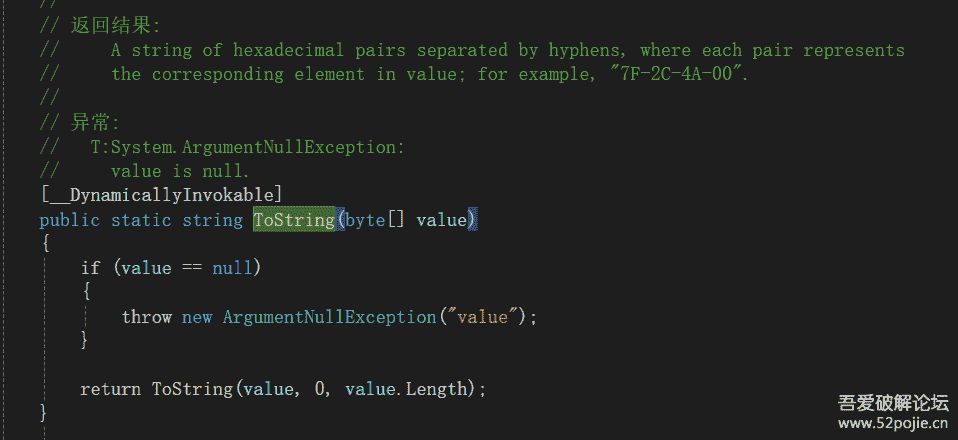 //
// 返回结果:
//     A string of hexadecimal pairs separated by hyphens, where each pair represents
//     the corresponding element in value; for example, "7F-2C-4A-00".
//
// 异常:
//   T:System.ArgumentNullException:
//     value is null.
[__DynamicallyInvokable]
public static string ToString(byte[] value)
{
    if (value == null)
    {
        throw new ArgumentNullException("value");
    }
    return ToString(value, 0, value.Length);
}
吾爱破解论坛
www.52pojie.cn